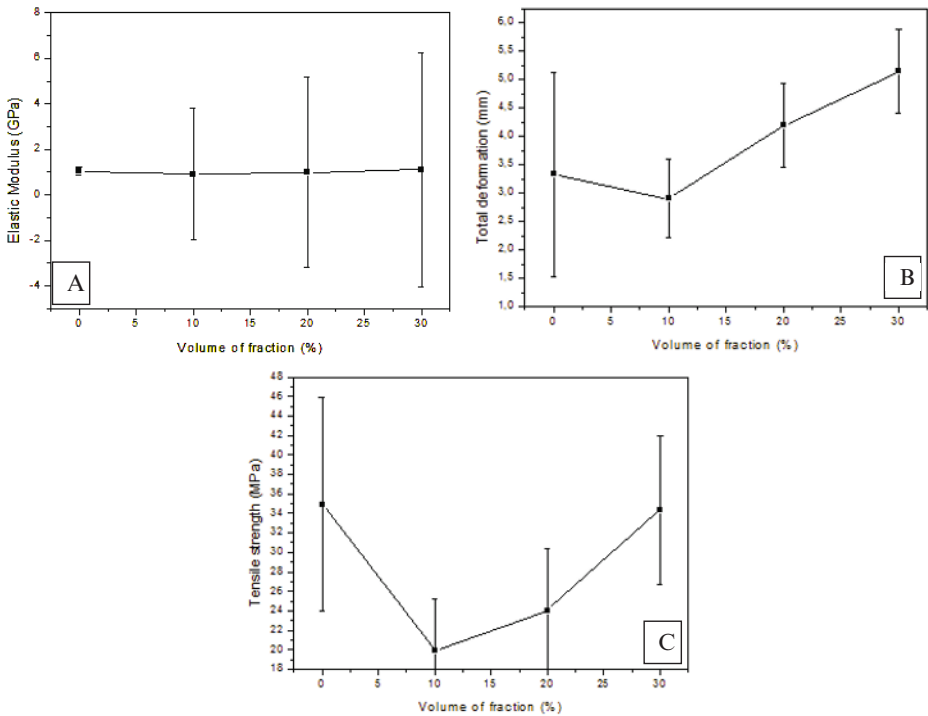 Elastic Modulus (GPa)
8
6
4
2
0
-2
-4
0 5 10 15 20 25 30
Volume of fraction (%)
A
Total deformation (mm)
6,0
5,5
5,0
4,5
4,0
3,5
3,0
2,5
2,0
1,5
1,0
0 5 10 15 20 25 30
Volume of fraction (%)
B
Tensile strength (MPa)
48
46
44
42
40
38
36
34
32
30
28
26
24
22
20
18
0 5 10 15 20 25 30
Volume of fraction (%)
C